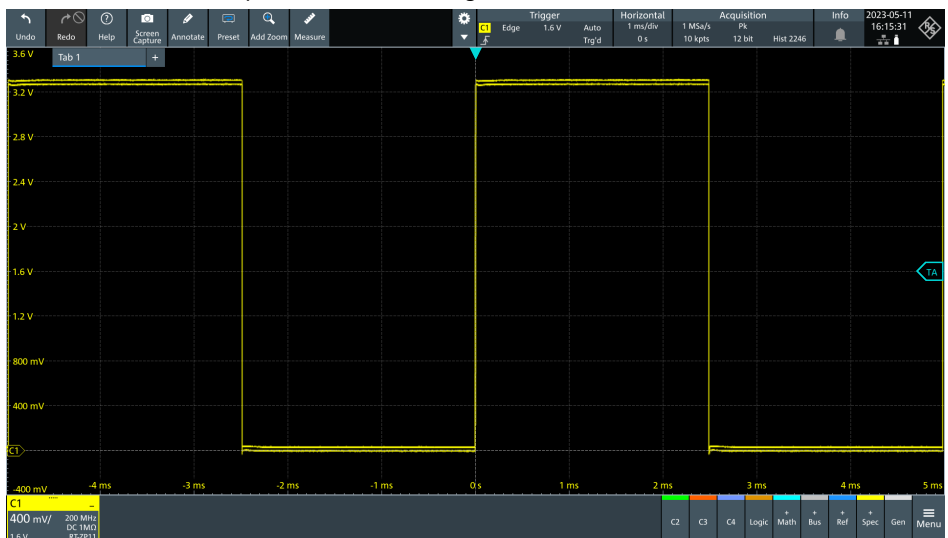 Trigger Horizontal Acquisition Info 2023-05-11
C1 Edge 1.6 V Auto 1 ms/div 1 MSa/s Pk 16:15:31
Undo Redo Help Screen Capture Annotate Preset Add Zoom Measure Trg'd 0 s 10 kpts 12 bit Hist 2246
R&S
3.6 V Tab 1 +
3.2 V
2.8 V
2.4 V
2 V
1.6 V TA
1.2 V
800 mV
400 mV
C1
-400 mV -4 ms -3 ms -2 ms -1 ms 0 s 1 ms 2 ms 3 ms 4 ms 5 ms
C1
400 mV/ 200 MHz
DC 1MΩ
1.6 V RT-ZP11
C2 C3 C4 Logic + Math + Bus + Ref + Spec Gen Menu